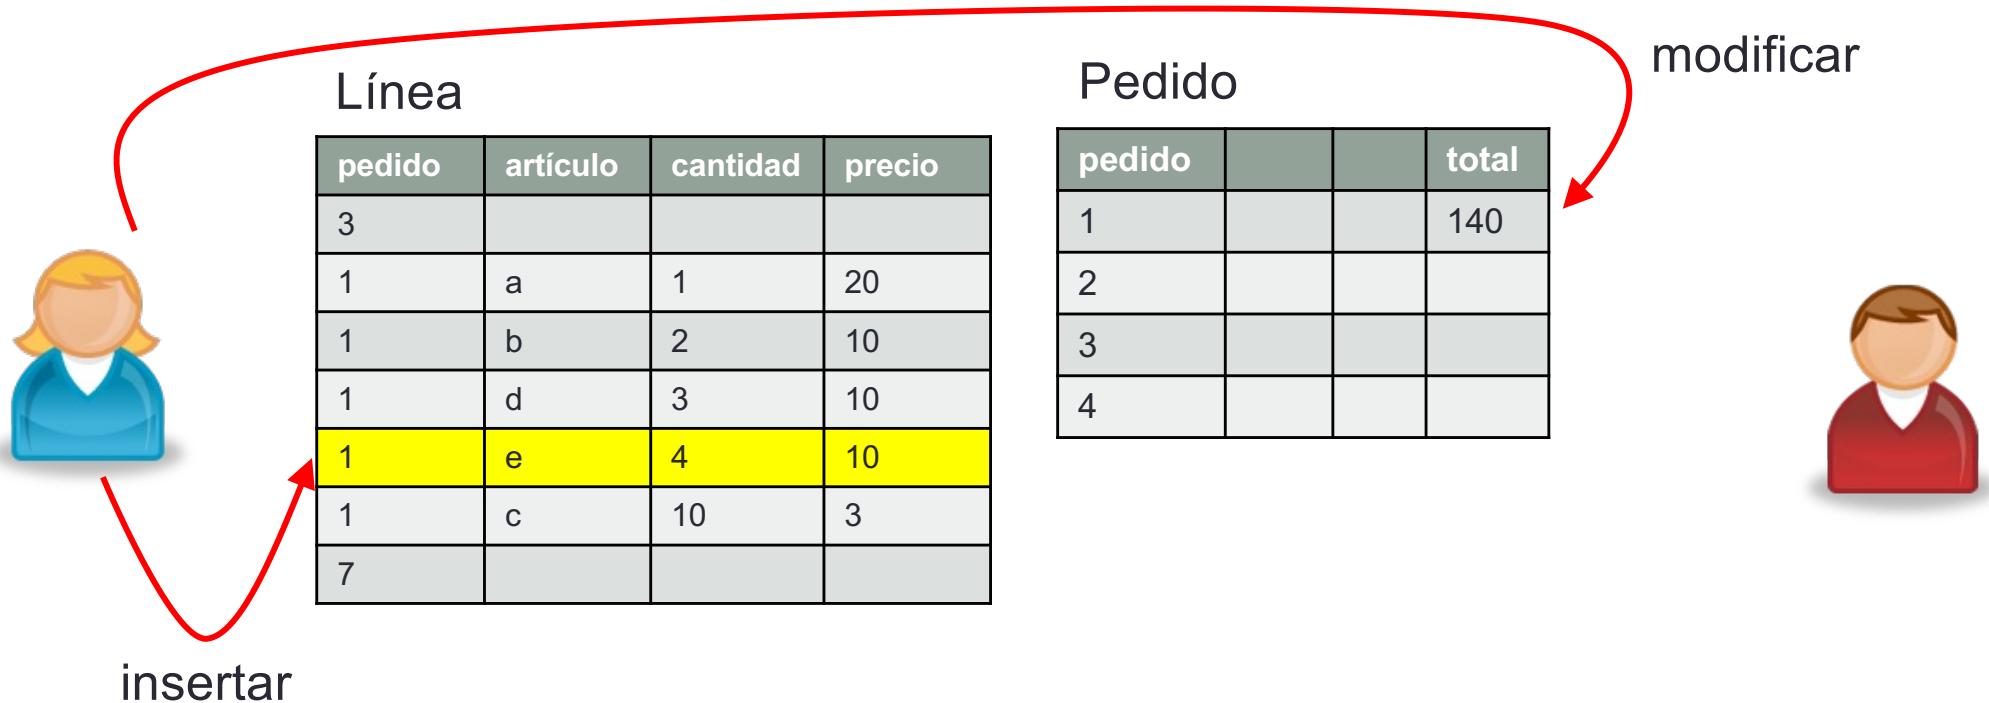 modificar
Línea
pedido artículo cantidad precio
3
1 a 1 20
1 b 2 10
1 d 3 10
1 e 4 10
1 c 10 3
7
Pedido
pedido total
1 140
2
3
4
insertar